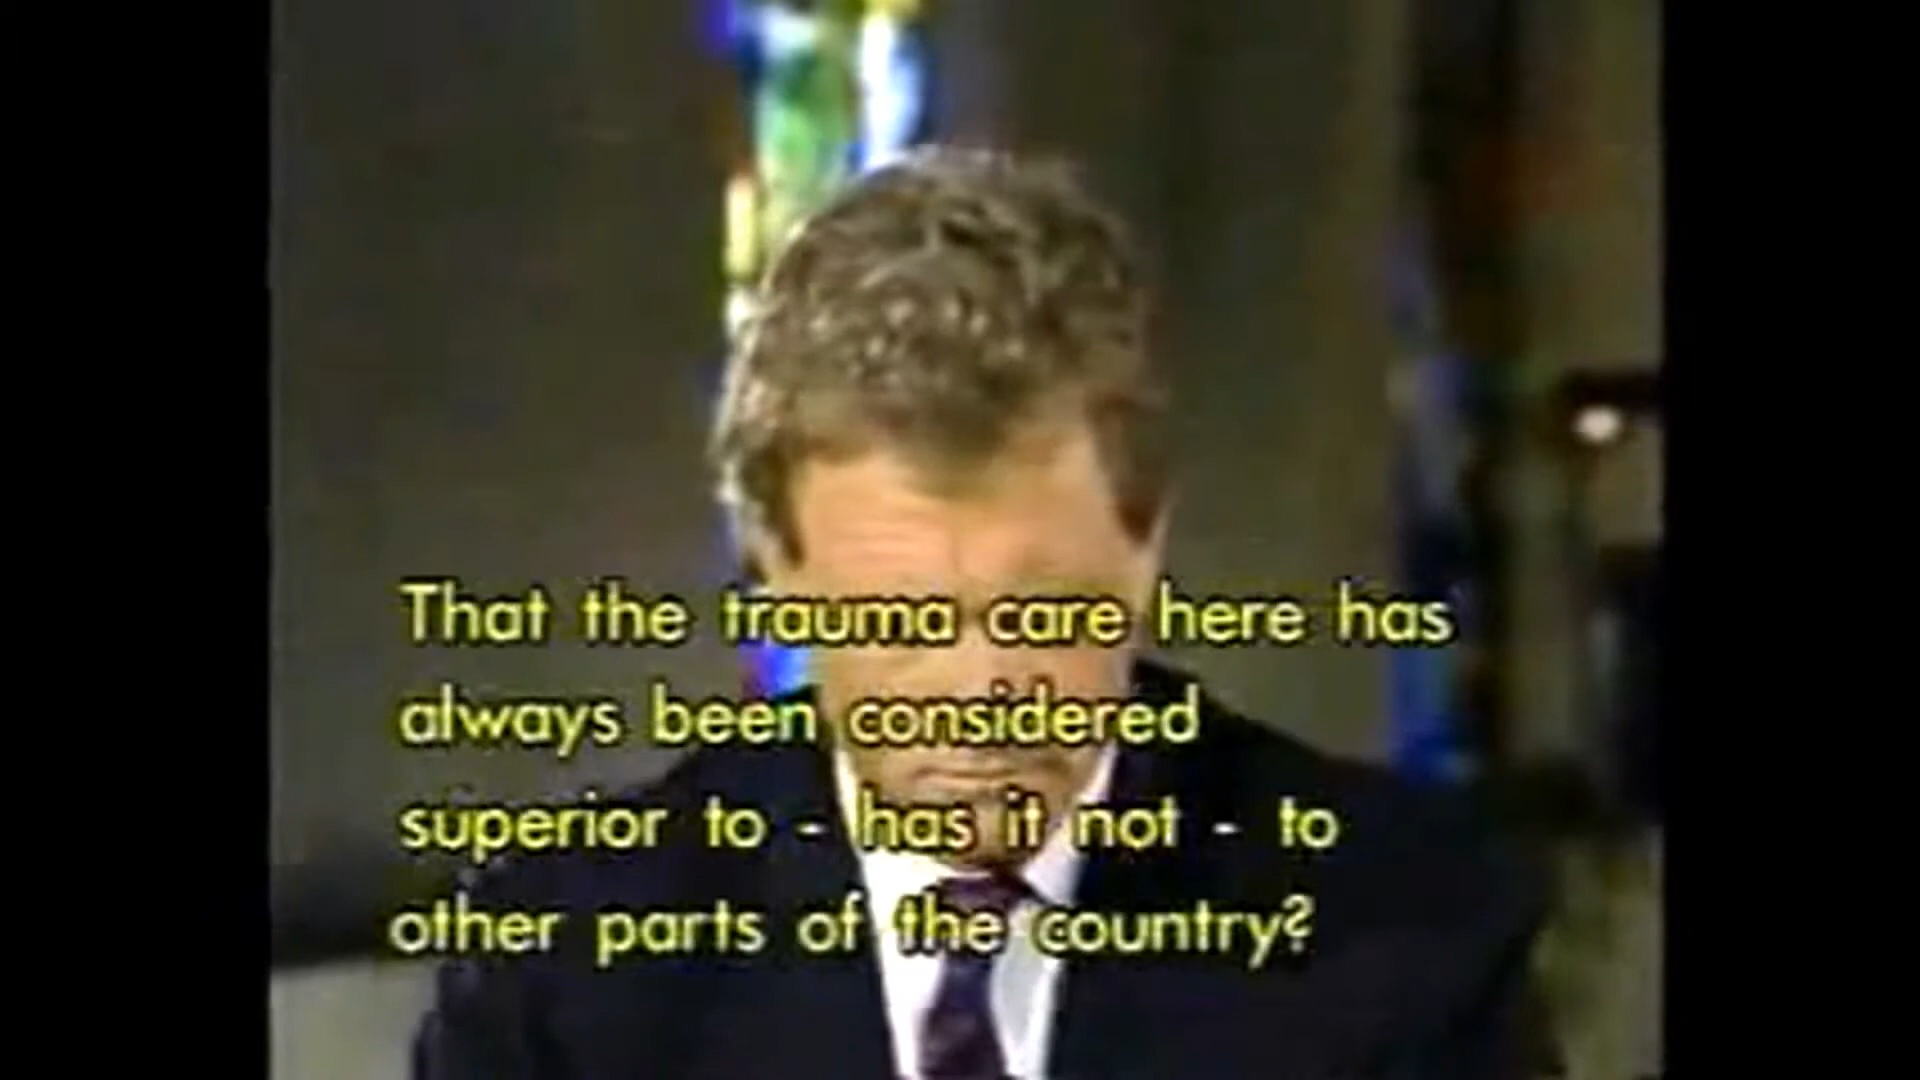 That the trauma care here has
always been considered
superior to - has it not - to
other parts of the country?